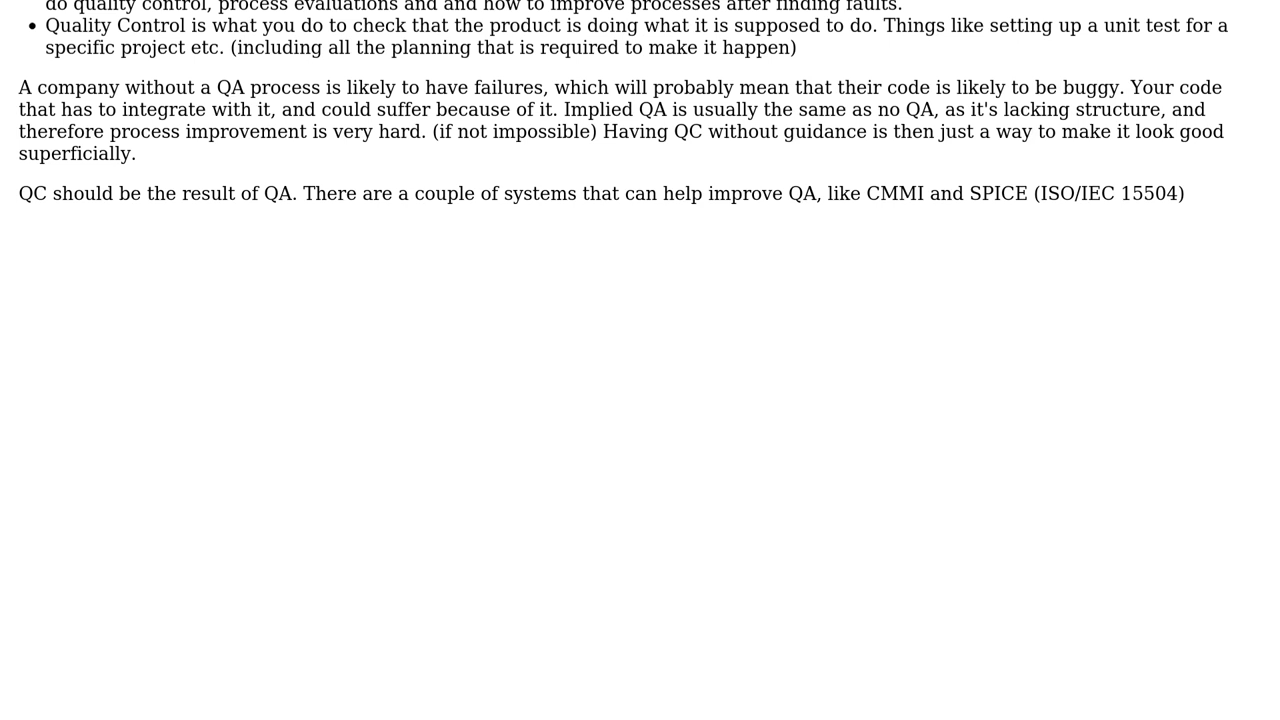 do quality control, process evaluations and and how to improve processes after finding faults.
• Quality Control is what you do to check that the product is doing what it is supposed to do. Things like setting up a unit test for a
specific project etc. (including all the planning that is required to make it happen)
A company without a QA process is likely to have failures, which will probably mean that their code is likely to be buggy. Your code
that has to integrate with it, and could suffer because of it. Implied QA is usually the same as no QA, as it's lacking structure, and
therefore process improvement is very hard. (if not impossible) Having QC without guidance is then just a way to make it look good
superficially.
QC should be the result of QA. There are a couple of systems that can help improve QA, like CMMI and SPICE (ISO/IEC 15504)